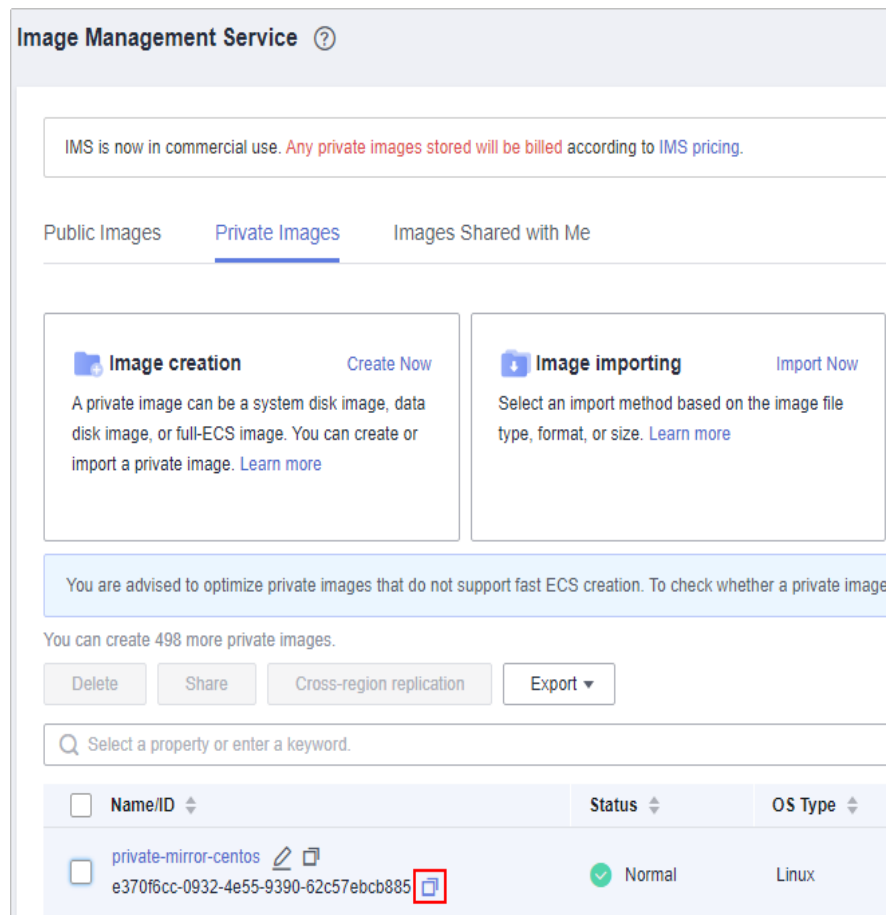 Image Management Service ?
IMS is now in commercial use. Any private images stored will be billed according to IMS pricing.
Public Images Private Images Images Shared with Me
Image creation Create Now
A private image can be a system disk image, data
disk image, or full-ECS image. You can create or
import a private image. Learn more
Image importing Import Now
Select an import method based on the image file
type, format, or size. Learn more
You are advised to optimize private images that do not support fast ECS creation. To check whether a private image
You can create 498 more private images.
Delete Share Cross-region replication Export
Select a property or enter a keyword.
Name/ID Status OS Type
private-mirror-centos
e370f6cc-0932-4e55-9390-62c57ebcb885
Normal Linux